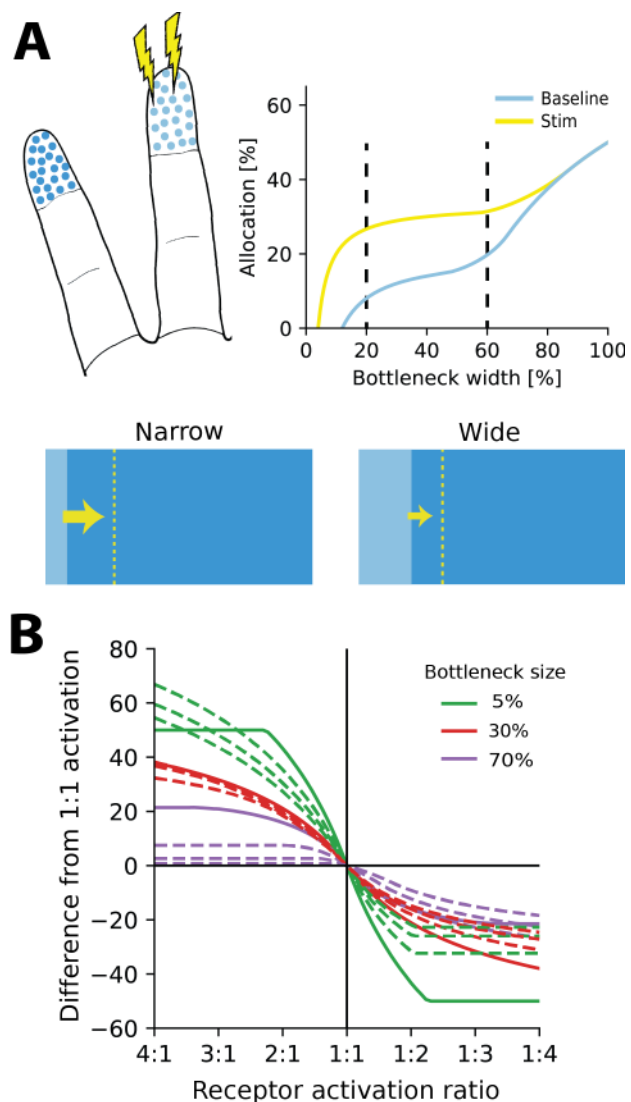 A
Baseline
Stim
Allocation [%]
60
40
20
0
0 20 40 60 80 100
Bottleneck width [%]
Narrow
Wide
B
Difference from 1:1 activation
80
60
40
20
0
−20
−40
−60
Bottleneck size
5%
30%
70%
4:1 3:1 2:1 1:1 1:2 1:3 1:4
Receptor activation ratio